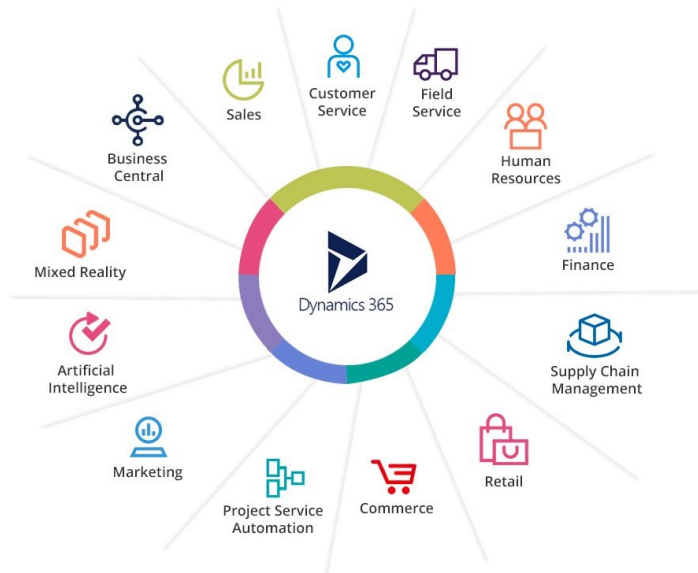 Customer
Service
Field
Service
Human
Resources
Finance
Supply Chain
Management
Retail
Commerce
Project Service
Automation
Marketing
Artificial
Intelligence
Mixed Reality
Business
Central
Sales
Dynamics 365